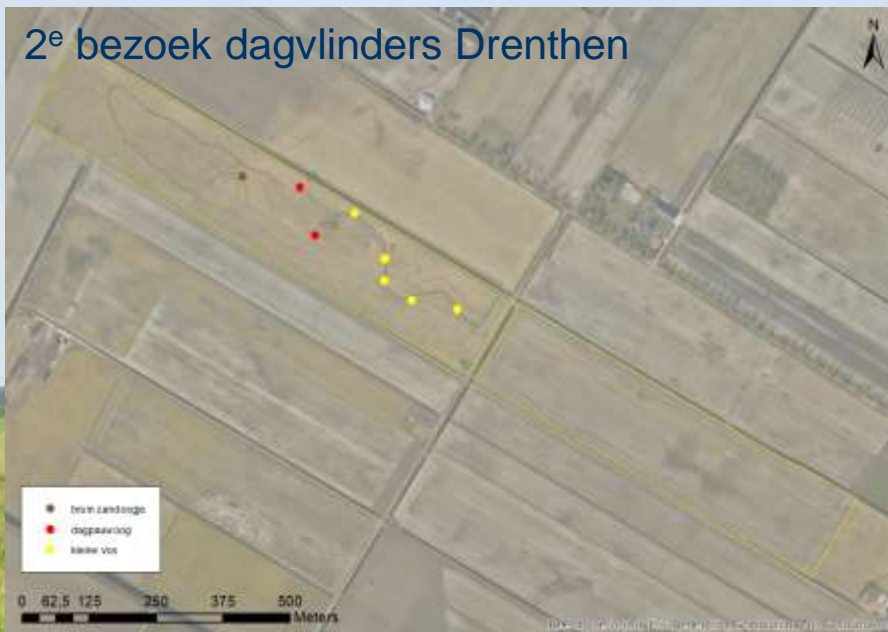 2e bezoek dagvlinders Drenthen
N
bruin zandoogje
dagpauwoog
kleine vos
0 62,5 125 250 375 500
Meters